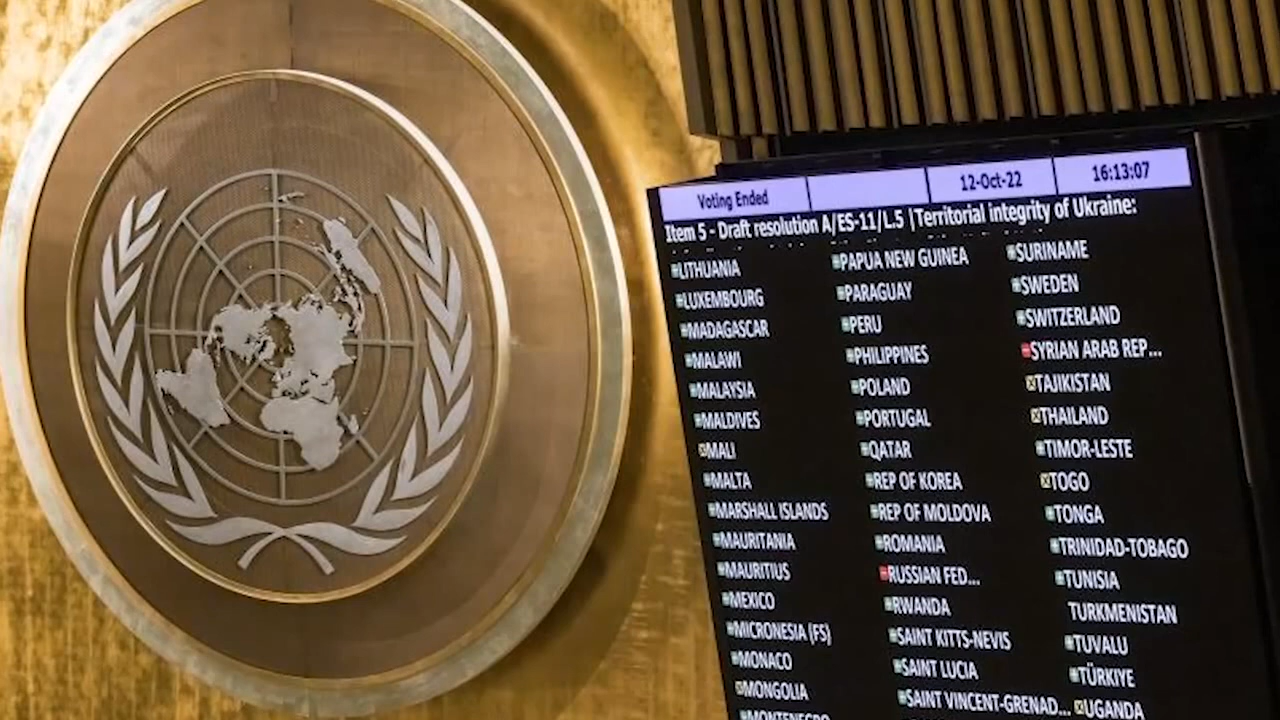 Voting Ended 12-Oct-22 16:13:07
Item 5 - Draft resolution A/ES-11/L.5 |Territorial integrity of Ukraine:
LITHUANIA
LUXEMBOURG
MADAGASCAR
MALAWI
MALAYSIA
MALDIVES
MALI
MALTA
MARSHALL ISLANDS
MAURITANIA
MAURITIUS
MEXICO
MICRONESIA (FS)
MONACO
MONGOLIA
MONTENEGRO
PAPUA NEW GUINEA
PARAGUAY
PERU
PHILIPPINES
POLAND
PORTUGAL
QATAR
REP OF KOREA
REP OF MOLDOVA
ROMANIA
RUSSIAN FED...
RWANDA
SAINT KITTS-NEVIS
SAINT LUCIA
SAINT VINCENT-GRENAD...
SURINAME
SWEDEN
SWITZERLAND
SYRIAN ARAB REP...
TAJIKISTAN
THAILAND
TIMOR-LESTE
TOGO
TONGA
TRINIDAD-TOBAGO
TUNISIA
TURKMENISTAN
TUVALU
TÜRKİYE
UGANDA